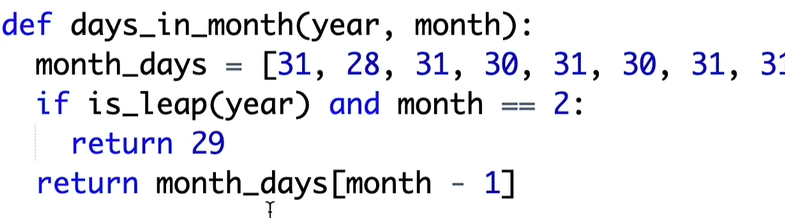 def days_in_month(year, month):
  month_days = [31, 28, 31, 30, 31, 30, 31, 31
  if is_leap(year) and month == 2:
    return 29
  return month_days[month - 1]